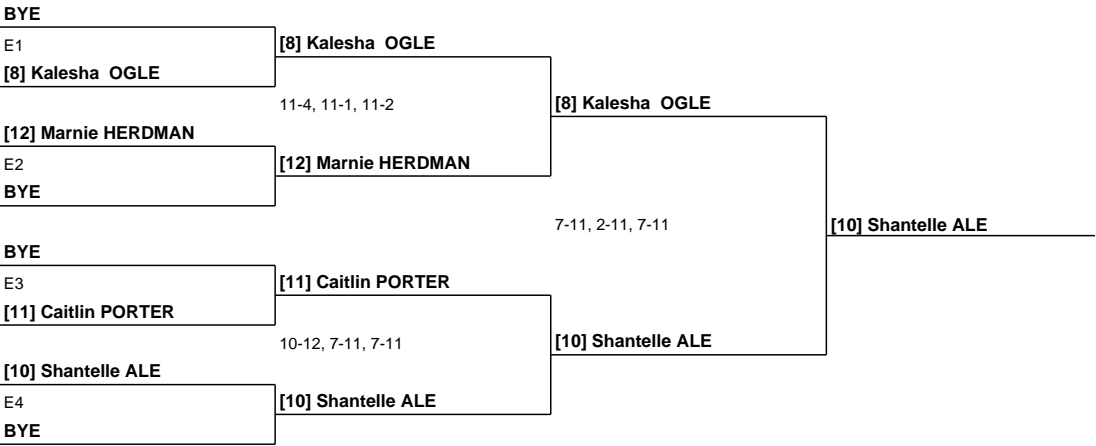 BYE
E1
[8] Kalesha  OGLE
[8] Kalesha  OGLE
11-4, 11-1, 11-2
[8] Kalesha  OGLE
[12] Marnie HERDMAN
E2
[12] Marnie HERDMAN
BYE
7-11, 2-11, 7-11
[10] Shantelle ALE
BYE
E3
[11] Caitlin PORTER
[11] Caitlin PORTER
10-12, 7-11, 7-11
[10] Shantelle ALE
[10] Shantelle ALE
E4
[10] Shantelle ALE
BYE